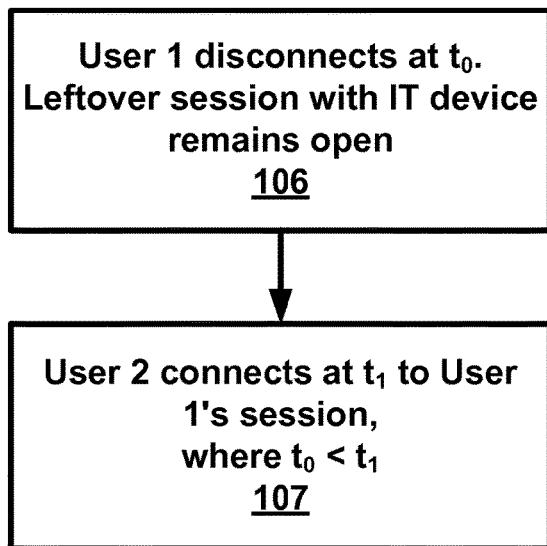 User 1 disconnects at t₀.
Leftover session with IT device
remains open
106
User 2 connects at t₁ to User
1's session,
where t₀ < t₁
107